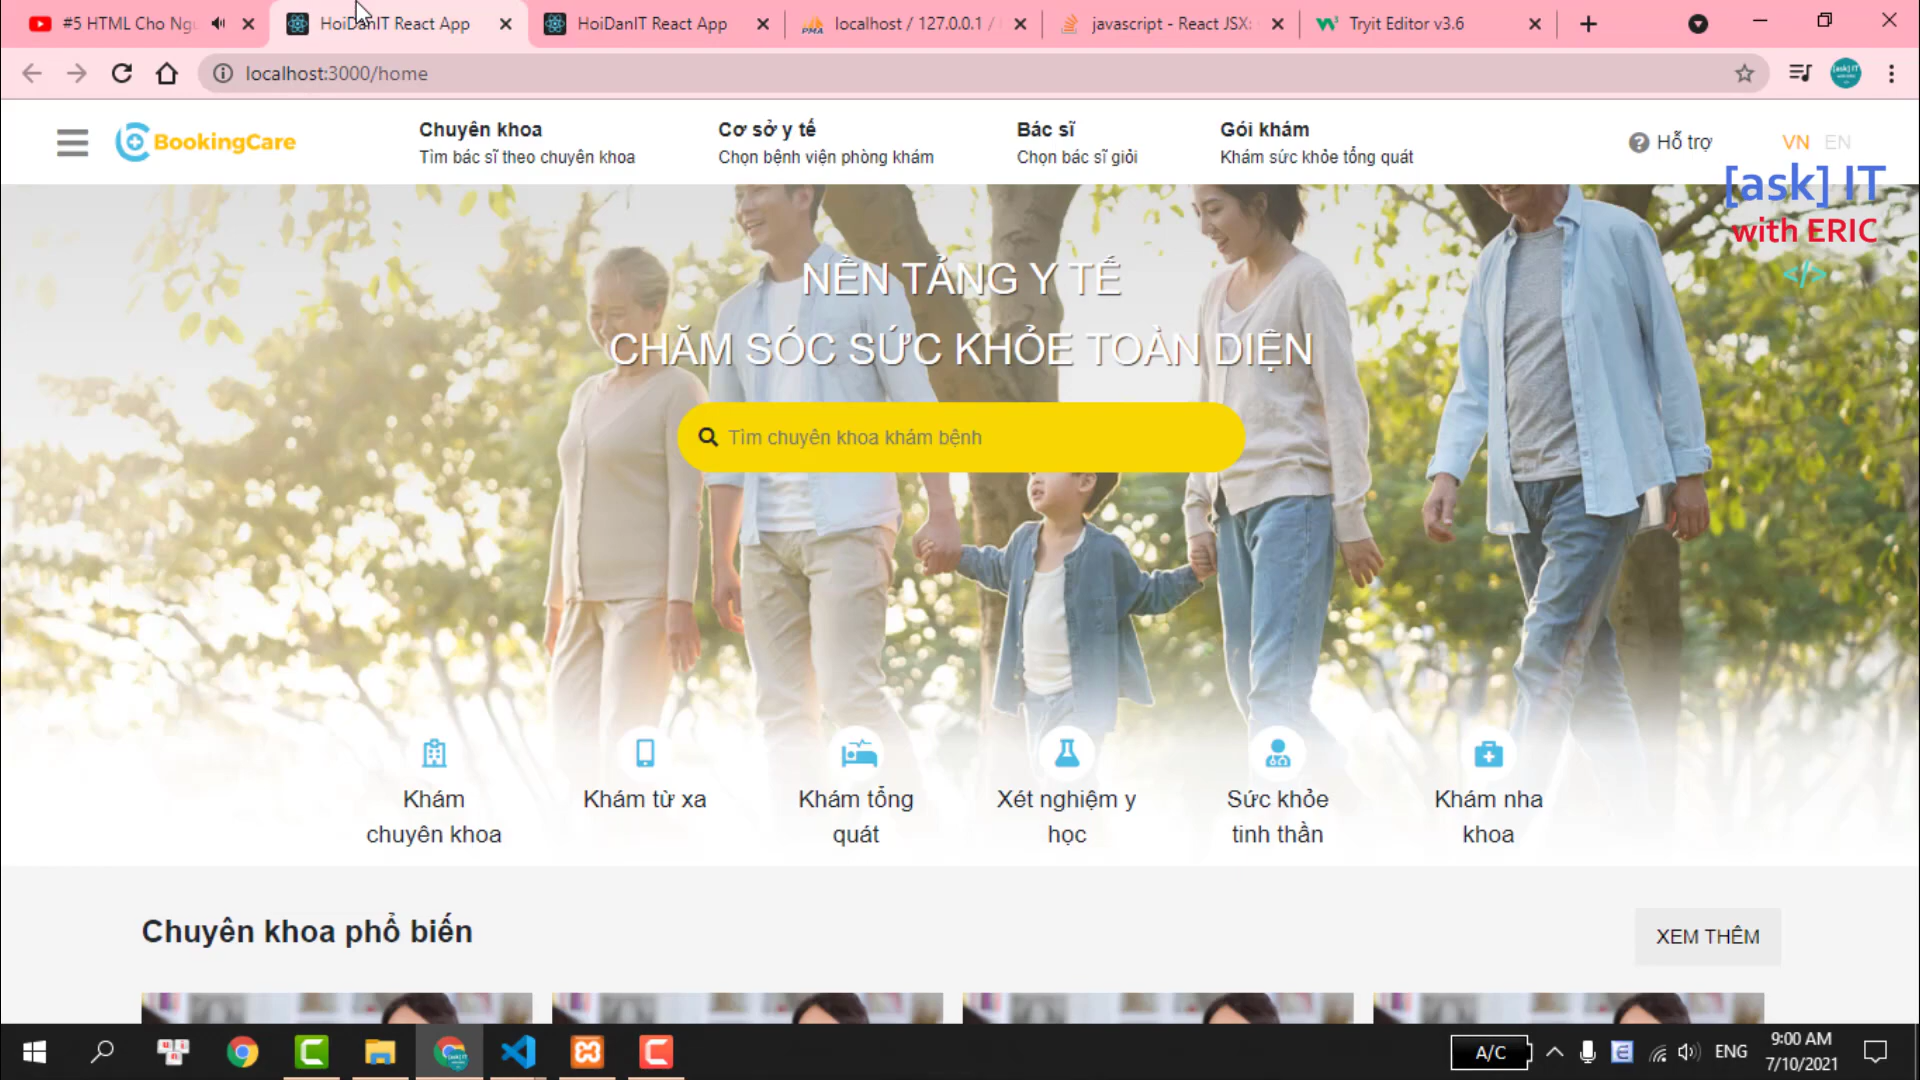 #5 HTML Cho
HoiDanIT React App
HoiDanIT React App
localhost / 127.0.0.1 /
javascript - React JSX:
Tryit Editor v3.6
localhost:3000/home
BookingCare
Chuyên khoa
Tìm bác sĩ theo chuyên khoa
Cơ sở y tế
Chọn bệnh viện phòng khám
Bác sĩ
Chọn bác sĩ giỏi
Gói khám
Khám sức khỏe tổng quát
Hỗ trợ
VN EN
[ask] IT
with ERIC
</>
NỀN TẢNG Y TẾ
CHĂM SÓC SỨC KHỎE TOÀN DIỆN
Tìm chuyên khoa khám bệnh
Khám
chuyên khoa
Khám từ xa
Khám tổng
quát
Xét nghiệm y
học
Sức khỏe
tinh thần
Khám nha
khoa
Chuyên khoa phổ biến
XEM THÊM
A/C
ENG
9:00 AM
7/10/2021